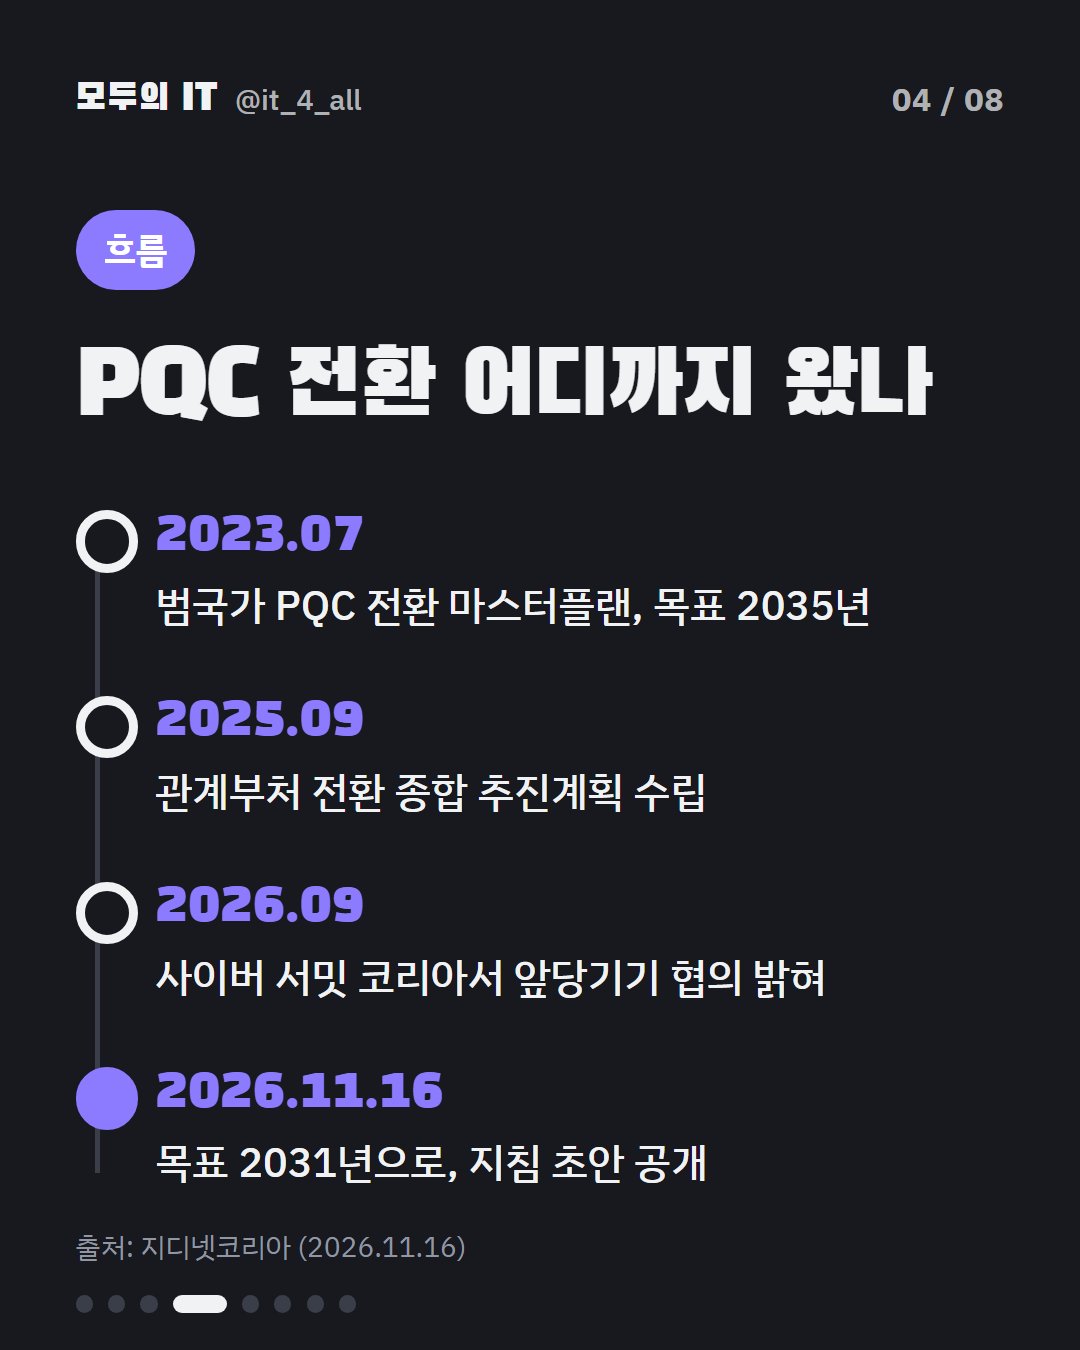 모두의 IT @it_4_all
04 / 08
흐름
PQC 전환 어디까지 왔나
2023.07
범국가 PQC 전환 마스터플랜, 목표 2035년
2025.09
관계부처 전환 종합 추진계획 수립
2026.09
사이버 서밋 코리아서 앞당기기 협의 밝혀
2026.11.16
목표 2031년으로, 지침 초안 공개
출처: 지디넷코리아 (2026.11.16)